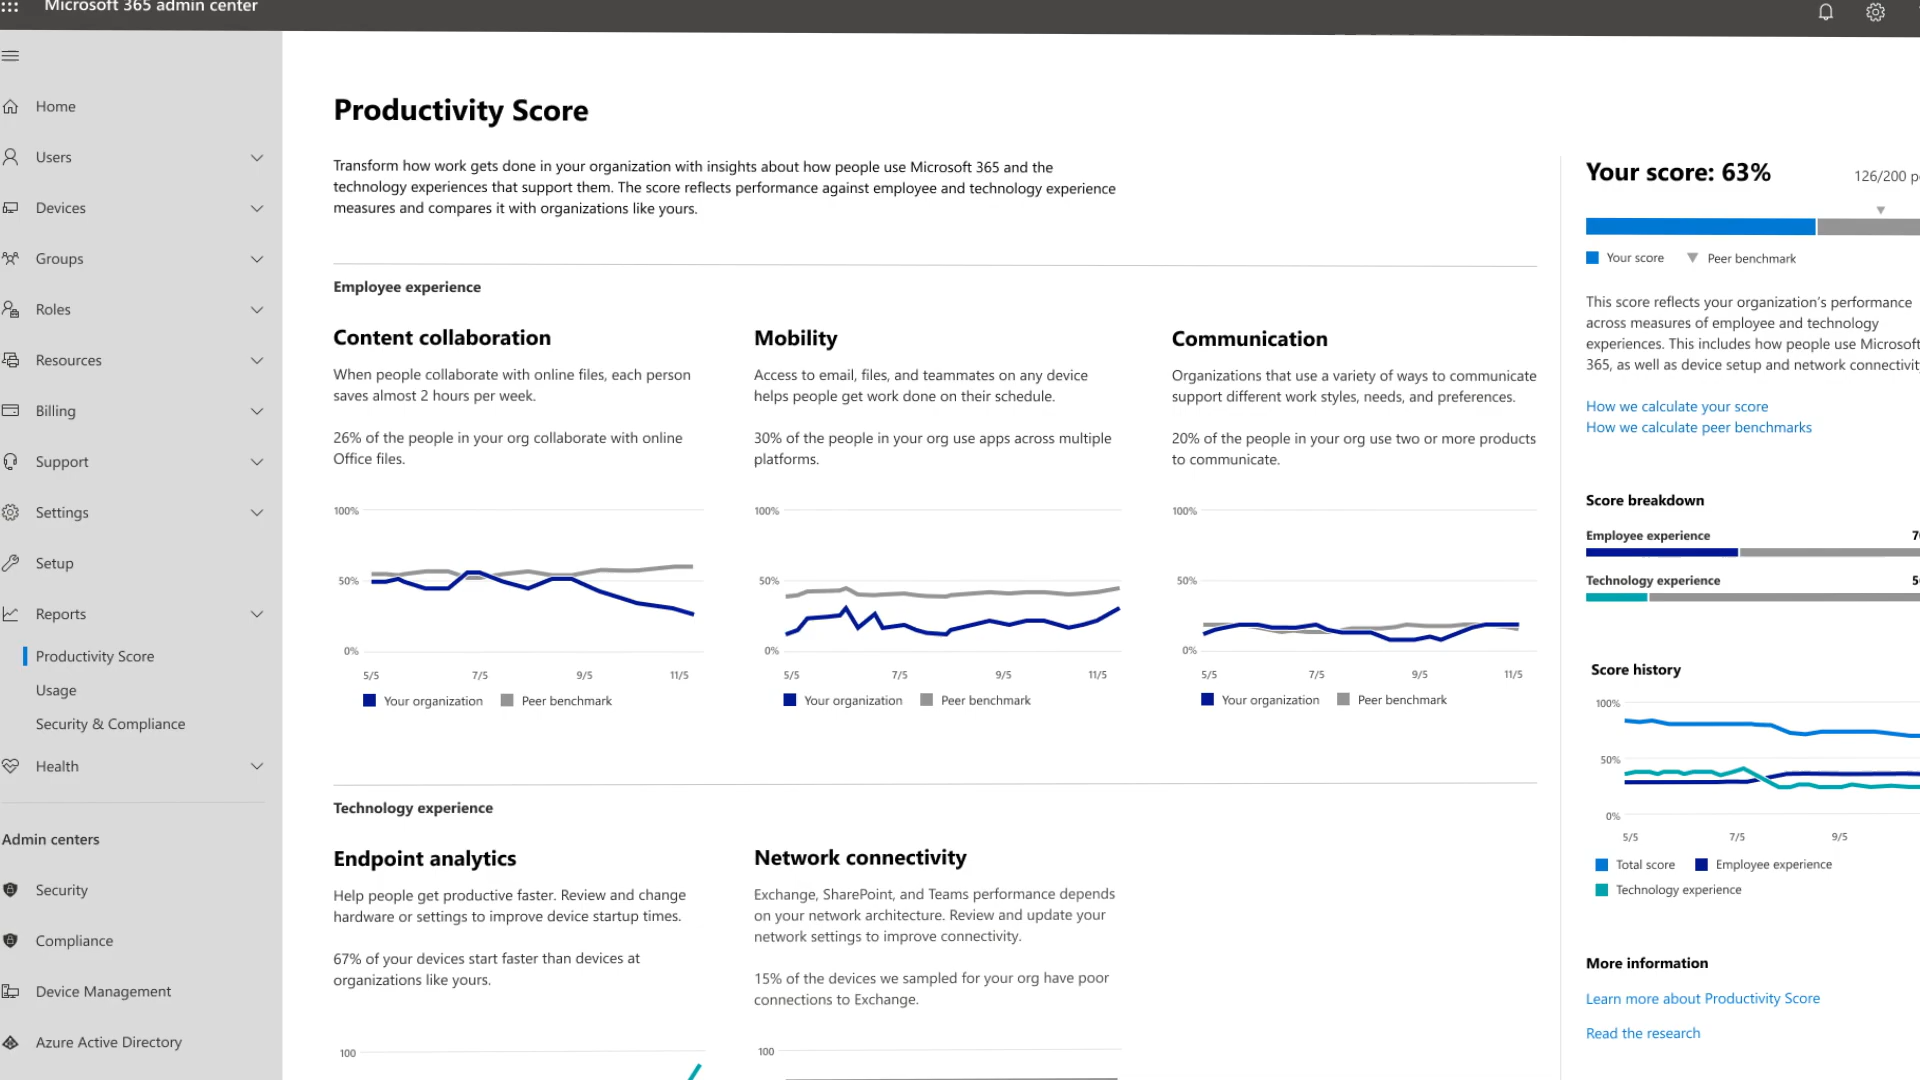 Microsoft 365 admin center
Home
Users
Devices
Groups
Roles
Resources
Billing
Support
Settings
Setup
Reports
Productivity Score
Usage
Security & Compliance
Health
Admin centers
Security
Compliance
Device Management
Azure Active Directory
Productivity Score
Transform how work gets done in your organization with insights about how people use Microsoft 365 and the
technology experiences that support them. The score reflects performance against employee and technology experience
measures and compares it with organizations like yours.
Employee experience
Content collaboration
When people collaborate with online files, each person
saves almost 2 hours per week.
26% of the people in your org collaborate with online
Office files.
100%
50%
0%
5/5 7/5 9/5 11/5
Your organization Peer benchmark
Mobility
Access to email, files, and teammates on any device
helps people get work done on their schedule.
30% of the people in your org use apps across multiple
platforms.
100%
50%
0%
5/5 7/5 9/5 11/5
Your organization Peer benchmark
Communication
Organizations that use a variety of ways to communicate
support different work styles, needs, and preferences.
20% of the people in your org use two or more products
to communicate.
100%
50%
0%
5/5 7/5 9/5 11/5
Your organization Peer benchmark
Technology experience
Endpoint analytics
Help people get productive faster. Review and change
hardware or settings to improve device startup times.
67% of your devices start faster than devices at
organizations like yours.
100
Network connectivity
Exchange, SharePoint, and Teams performance depends
on your network architecture. Review and update your
network settings to improve connectivity.
15% of the devices we sampled for your org have poor
connections to Exchange.
100
Your score: 63% 126/200
Your score Peer benchmark
This score reflects your organization's performance
across measures of employee and technology
experiences. This includes how people use Microsoft
365, as well as device setup and network connectivity
How we calculate your score
How we calculate peer benchmarks
Score breakdown
Employee experience
Technology experience
Score history
100%
50%
0%
5/5 7/5 9/5
Total score Employee experience
Technology experience
More information
Learn more about Productivity Score
Read the research